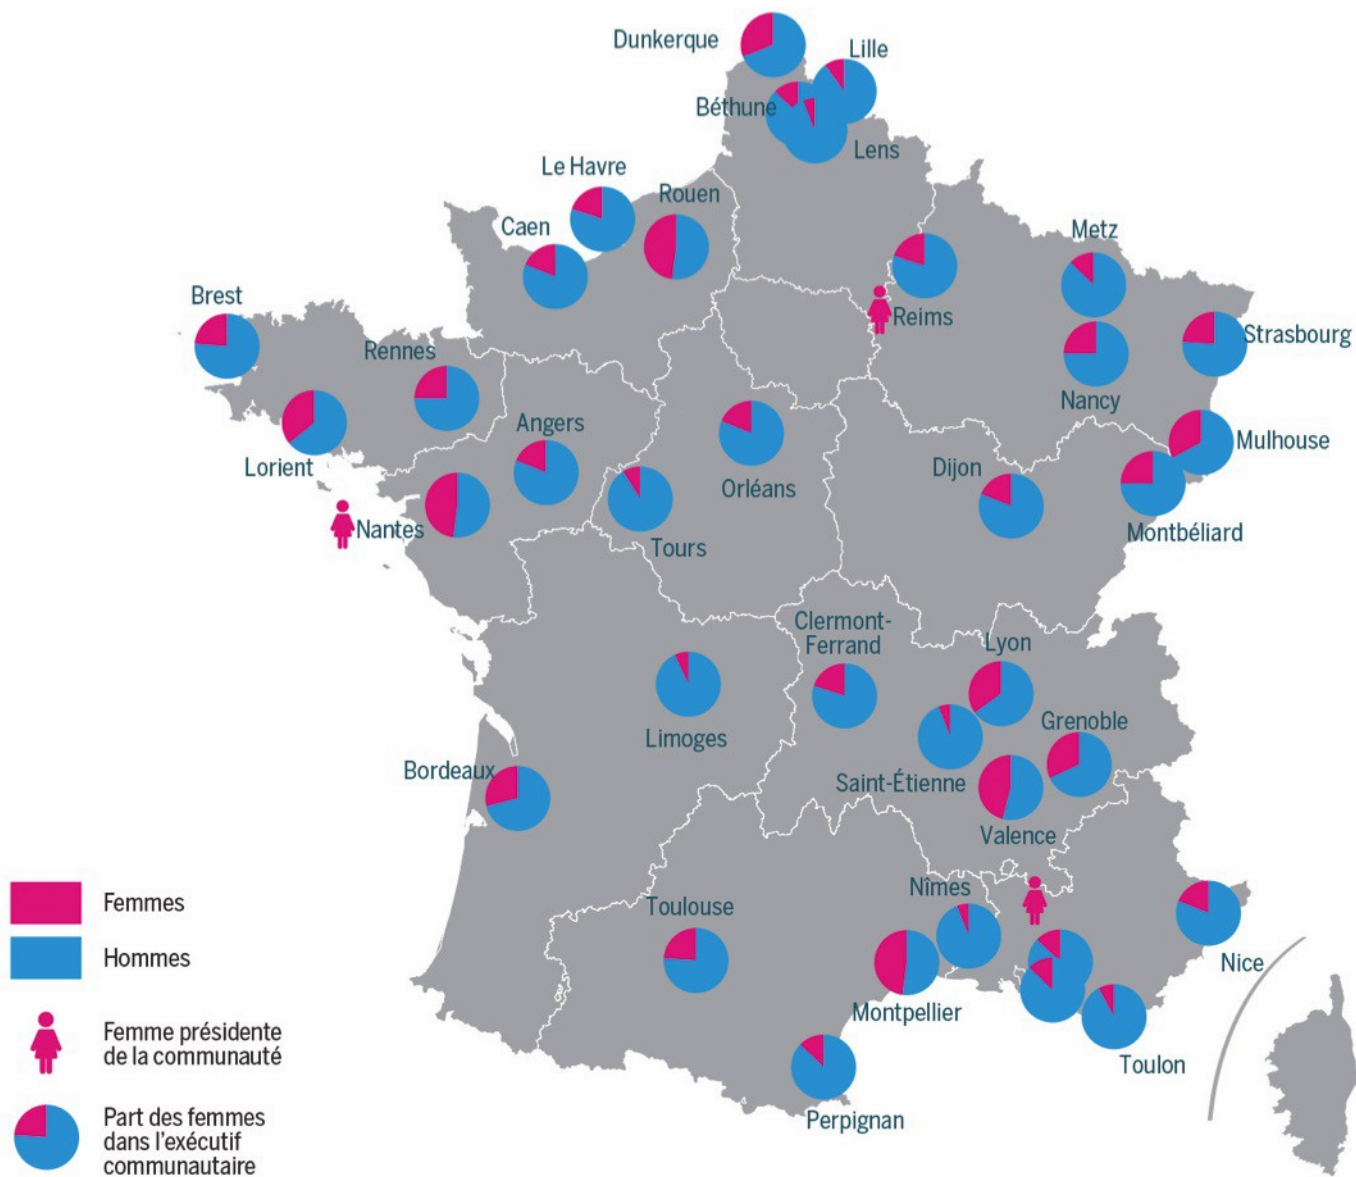 Dunkerque
Lille
Béthune
Lens
Le Havre
Rouen
Caen
Metz
Brest
Reims
Rennes
Strasbourg
Nancy
Angers
Mulhouse
Lorient
Dijon
Orléans
Nantes
Montbéliard
Tours
Clermont-
Ferrand
Lyon
Grenoble
Limoges
Bordeaux
Saint-Étienne
Valence
Nîmes
Femmes
Toulouse
Hommes
Nice
Montpellier
Femme présidente
de la communauté
Toulon
Perpignan
Part des femmes
dans l'exécutif
communautaire